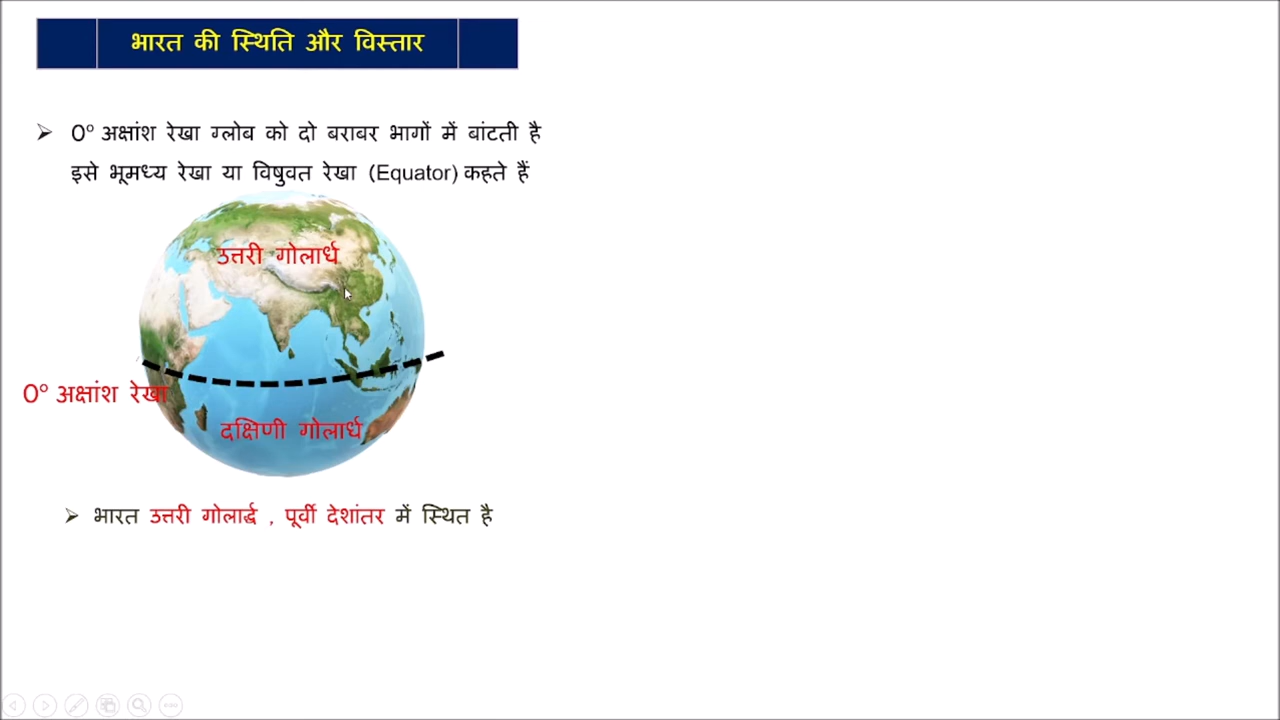 भारत की स्थिति और विस्तार
➢ 0° अक्षांश रेखा ग्लोब को दो बराबर भागों में बांटती है
इसे भूमध्य रेखा या विषुवत रेखा (Equator) कहते हैं
उत्तरी गोलार्ध
0° अक्षांश रेखा
दक्षिणी गोलार्ध
➢ भारत उत्तरी गोलार्द्ध , पूर्वी देशांतर में स्थित है